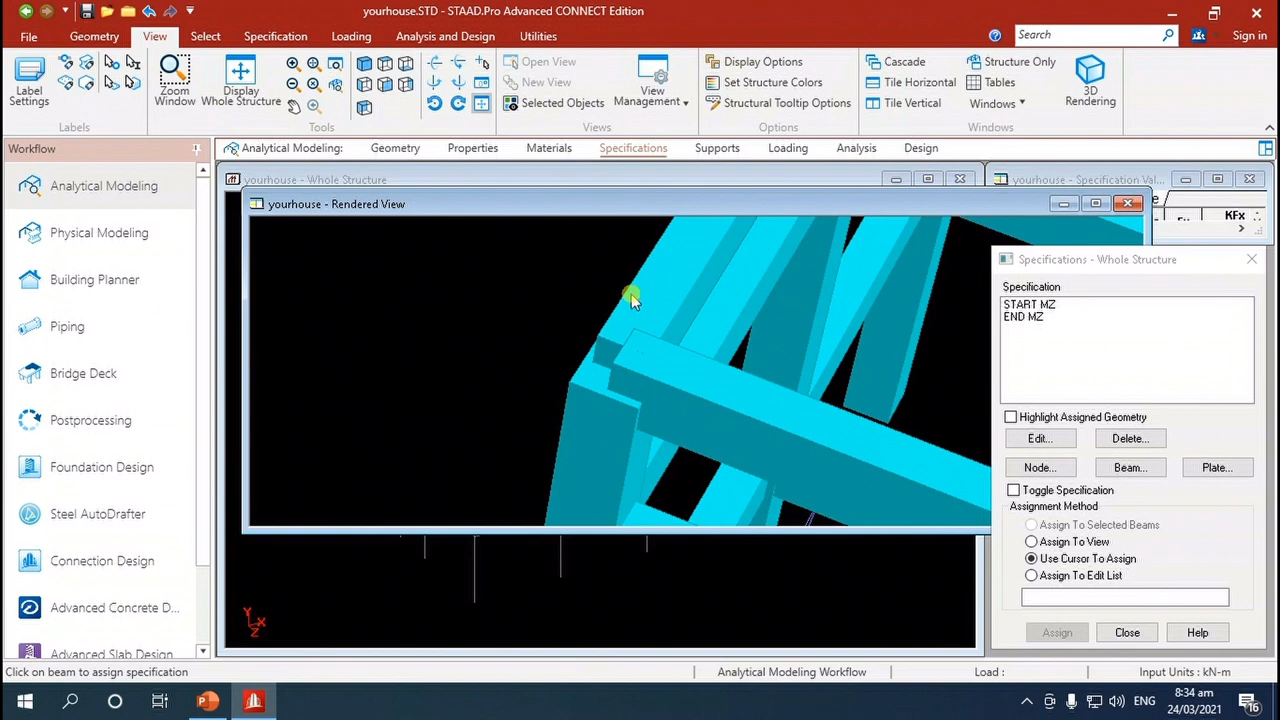 yourhouse.STD - STAAD.Pro Advanced CONNECT Edition
File
Geometry
View
Select
Specification
Loading
Analysis and Design
Utilities
Search
Sign in
Label
Settings
Zoom
Window
Display
Whole Structure
Open View
New View
Selected Objects
View
Management
Display Options
Set Structure Colors
Structural Tooltip Options
Cascade
Tile Horizontal
Tile Vertical
Structure Only
Tables
Windows
3D
Rendering
Labels
Tools
Views
Options
Windows
Workflow
Analytical Modeling:
Geometry
Properties
Materials
Specifications
Supports
Loading
Analysis
Design
Analytical Modeling
Physical Modeling
Building Planner
Piping
Bridge Deck
Postprocessing
Foundation Design
Steel AutoDrafter
Connection Design
Advanced Concrete D...
Advanced Slab Design
yourhouse - Whole Structure
yourhouse - Specification Val...
KFx
yourhouse - Rendered View
Y
X
Z
Specifications - Whole Structure
Specification
START MZ
END MZ
Highlight Assigned Geometry
Edit...
Delete...
Node...
Beam...
Plate...
Toggle Specification
Assignment Method
Assign To Selected Beams
Assign To View
Use Cursor To Assign
Assign To Edit List
Assign
Close
Help
Click on beam to assign specification
Analytical Modeling Workflow
Load :
Input Units : kN-m
ENG
8:34 am
24/03/2021
16